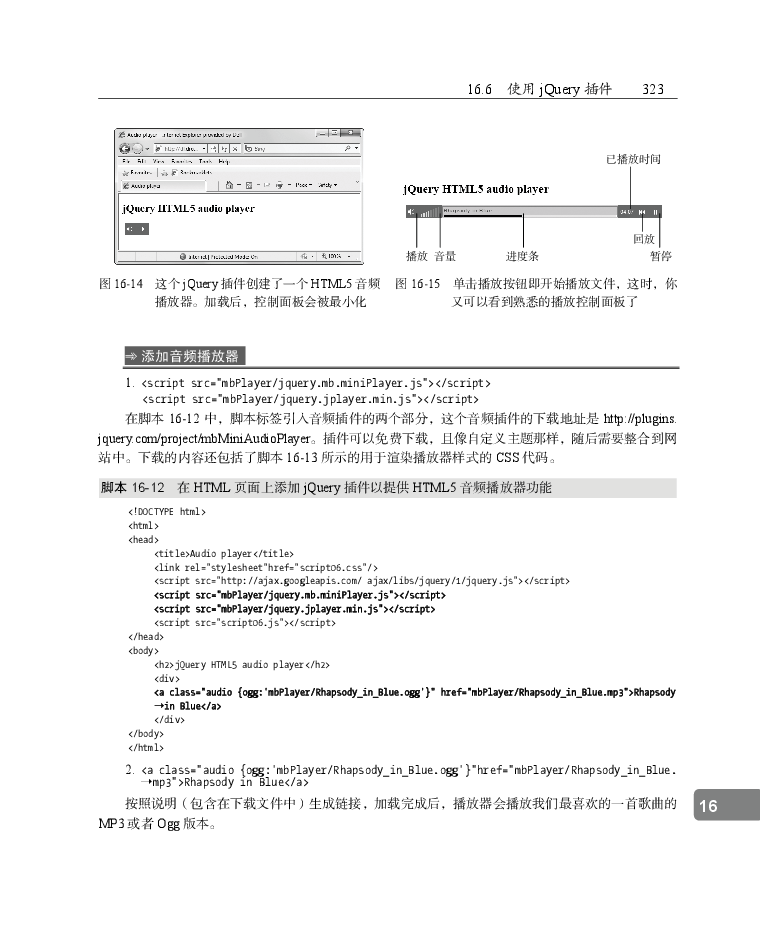 16.6 使用 jQuery 插件 323
Audio player - Internet Explorer provided by Dell
Bing
File Edit View Favorites Tools Help
Favorites
Audio player
Page Safety
jQuery HTML5 audio player
Internet | Protected Mode: On
100%
已播放时间
jQuery HTML5 audio player
Rhapsody in Blue
回放
播放 音量 进度条 暂停
图 16-14 这个 jQuery 插件创建了一个 HTML5 音频
播放器。加载后，控制面板会被最小化
图 16-15 单击播放按钮即开始播放文件，这时，你
又可以看到熟悉的播放控制面板了
添加音频播放器
1. <script src="mbPlayer/jquery.mb.miniPlayer.js"></script>
<script src="mbPlayer/jquery.jplayer.min.js"></script>
在脚本 16-12 中，脚本标签引入音频插件的两个部分，这个音频插件的下载地址是 http://plugins.
jquery.com/project/mbMiniAudioPlayer。插件可以免费下载，且像自定义主题那样，随后需要整合到网
站中。下载的内容还包括了脚本 16-13 所示的用于渲染播放器样式的 CSS 代码。
脚本 16-12 在 HTML 页面上添加 jQuery 插件以提供 HTML5 音频播放器功能
<!DOCTYPE html>
<html>
<head>
<title>Audio player</title>
<link rel="stylesheet"href="script06.css"/>
<script src="http://ajax.googleapis.com/ ajax/libs/jquery/1/jquery.js"></script>
<script src="mbPlayer/jquery.mb.miniPlayer.js"></script>
<script src="mbPlayer/jquery.jplayer.min.js"></script>
<script src="script06.js"></script>
</head>
<body>
<h2>jQuery HTML5 audio player</h2>
<div>
<a class="audio {ogg:'mbPlayer/Rhapsody_in_Blue.ogg'}" href="mbPlayer/Rhapsody_in_Blue.mp3">Rhapsody
→in Blue</a>
</div>
</body>
</html>
2. <a class="audio {ogg:'mbPlayer/Rhapsody_in_Blue.ogg'}"href="mbPlayer/Rhapsody_in_Blue.
→mp3">Rhapsody in Blue</a>
按照说明（包含在下载文件中）生成链接，加载完成后，播放器会播放我们最喜欢的一首歌曲的
MP3 或者 Ogg 版本。
16